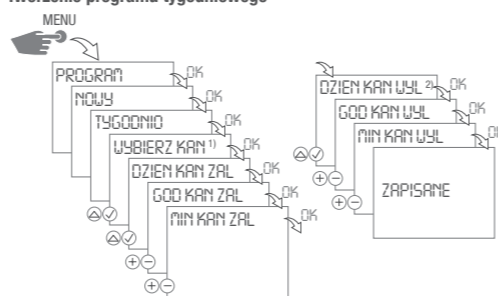 Tworzenie programu tygodniowego
MENU
PROGRAM OK
NOWY OK
TYGODNIO OK
WYBIERZ KAN 1) OK
DZIEN KAN ZAL OK
GOD KAN ZAL OK
MIN KAN ZAL OK
DZIEN KAN WYL 2) OK
GOD KAN WYL OK
MIN KAN WYL OK
ZAPISANE